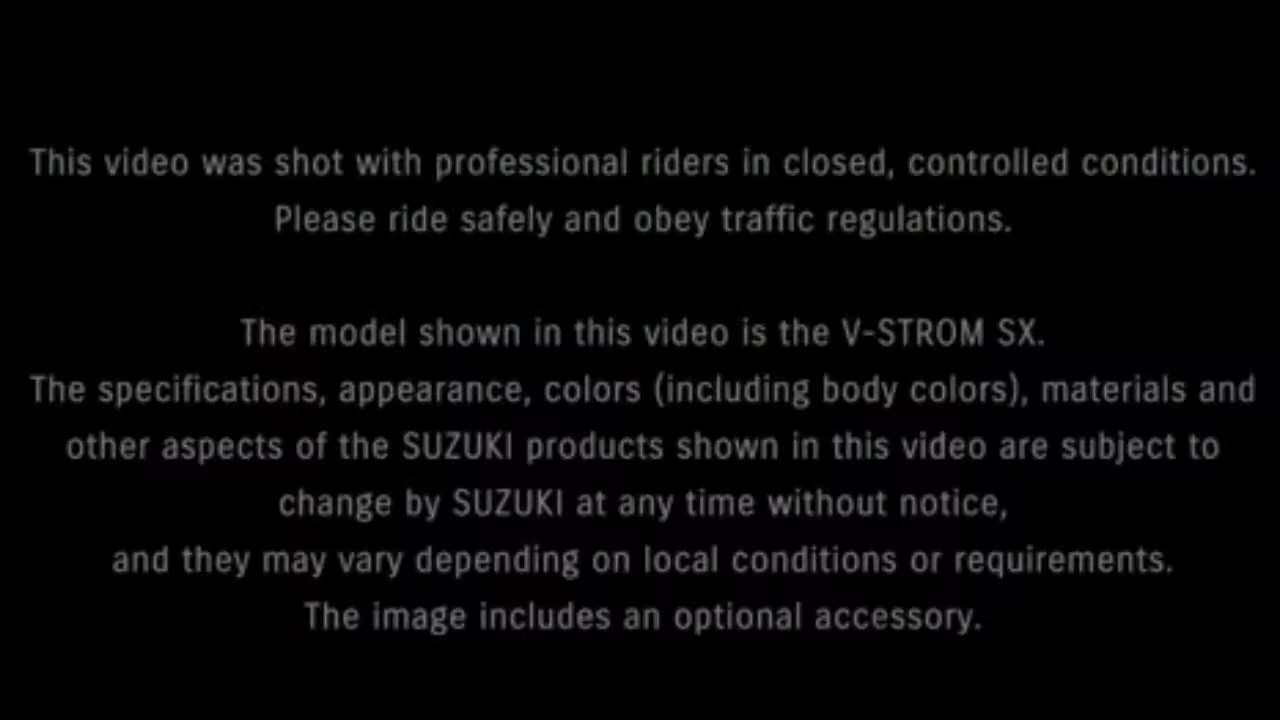 This video was shot with professional riders in closed, controlled conditions.
Please ride safely and obey traffic regulations.
The model shown in this video is the V-STROM SX.
The specifications, appearance, colors (including body colors), materials and
other aspects of the SUZUKI products shown in this video are subject to
change by SUZUKI at any time without notice,
and they may vary depending on local conditions or requirements.
The image includes an optional accessory.